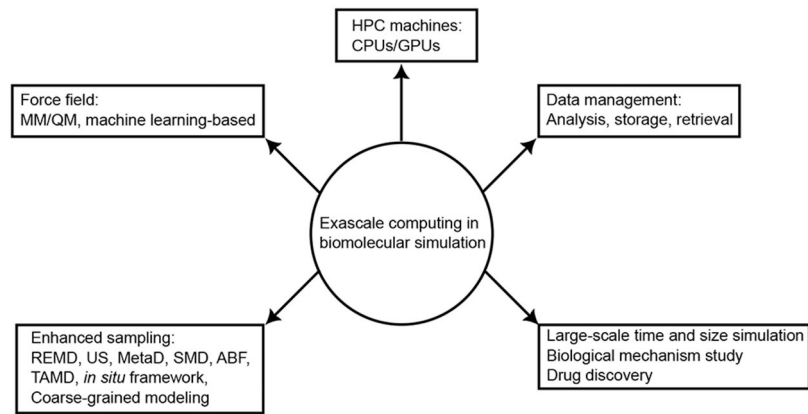 HPC machines:
CPUs/GPUs
Force field:
MM/QM, machine learning-based
Data management:
Analysis, storage, retrieval
Exascale computing in
biomolecular simulation
Enhanced sampling:
REMD, US, MetaD, SMD, ABF,
TAMD, in situ framework,
Coarse-grained modeling
Large-scale time and size simulation
Biological mechanism study
Drug discovery